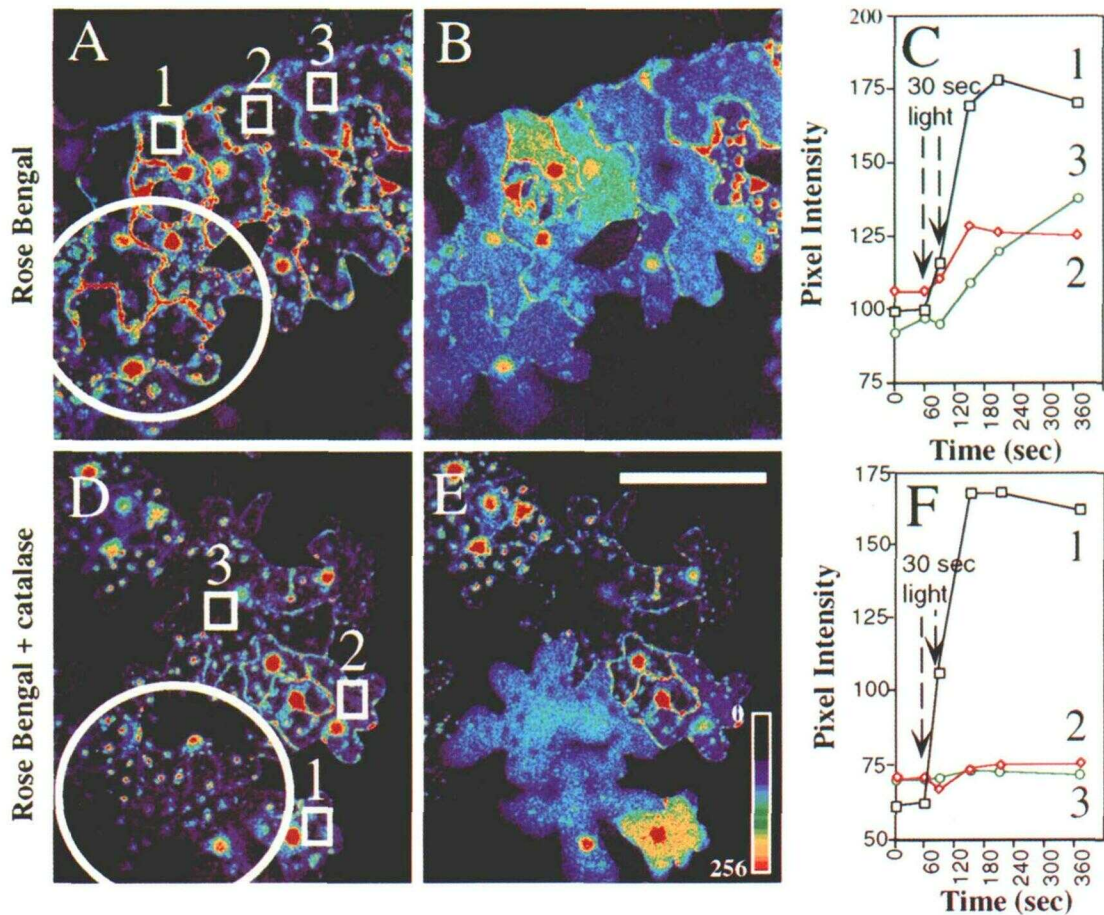 Rose Bengal
A
1
2
3
B
C
200
175
150
125
100
75
Pixel Intensity
30 sec
light
1
3
2
0
60
120
180
240
300
360
Time (sec)
Rose Bengal + catalase
D
3
2
1
E
0
256
F
175
150
125
100
75
50
Pixel Intensity
30 sec
light
1
2
3
0
60
120
180
240
300
360
Time (sec)